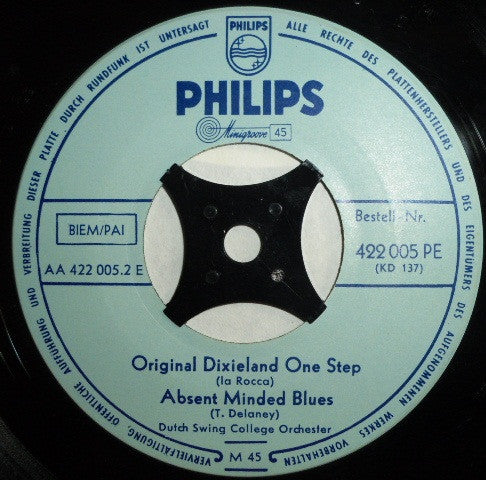 PHILIPS
PHILIPS
Minigroove 45
BIEM/PAI
AA 422 005.2 E
Bestell-Nr.
422 005 PE
(KD 137)
Original Dixieland One Step
(la Rocca)
Absent Minded Blues
(T. Delaney)
Dutch Swing College Orchester
M 45
ALLE RECHTE DES PLATTENHERSTELLERS UND DES EIGENTÜMERS DES AUFGENOMMENEN WERKES VORBEHALTEN
VERVIELFÄLTIGUNG, ÖFFENTLICHE AUFFÜHRUNG UND VERBREITUNG DIESER PLATTE DURCH RUNDFUNK IST UNTERSAGT